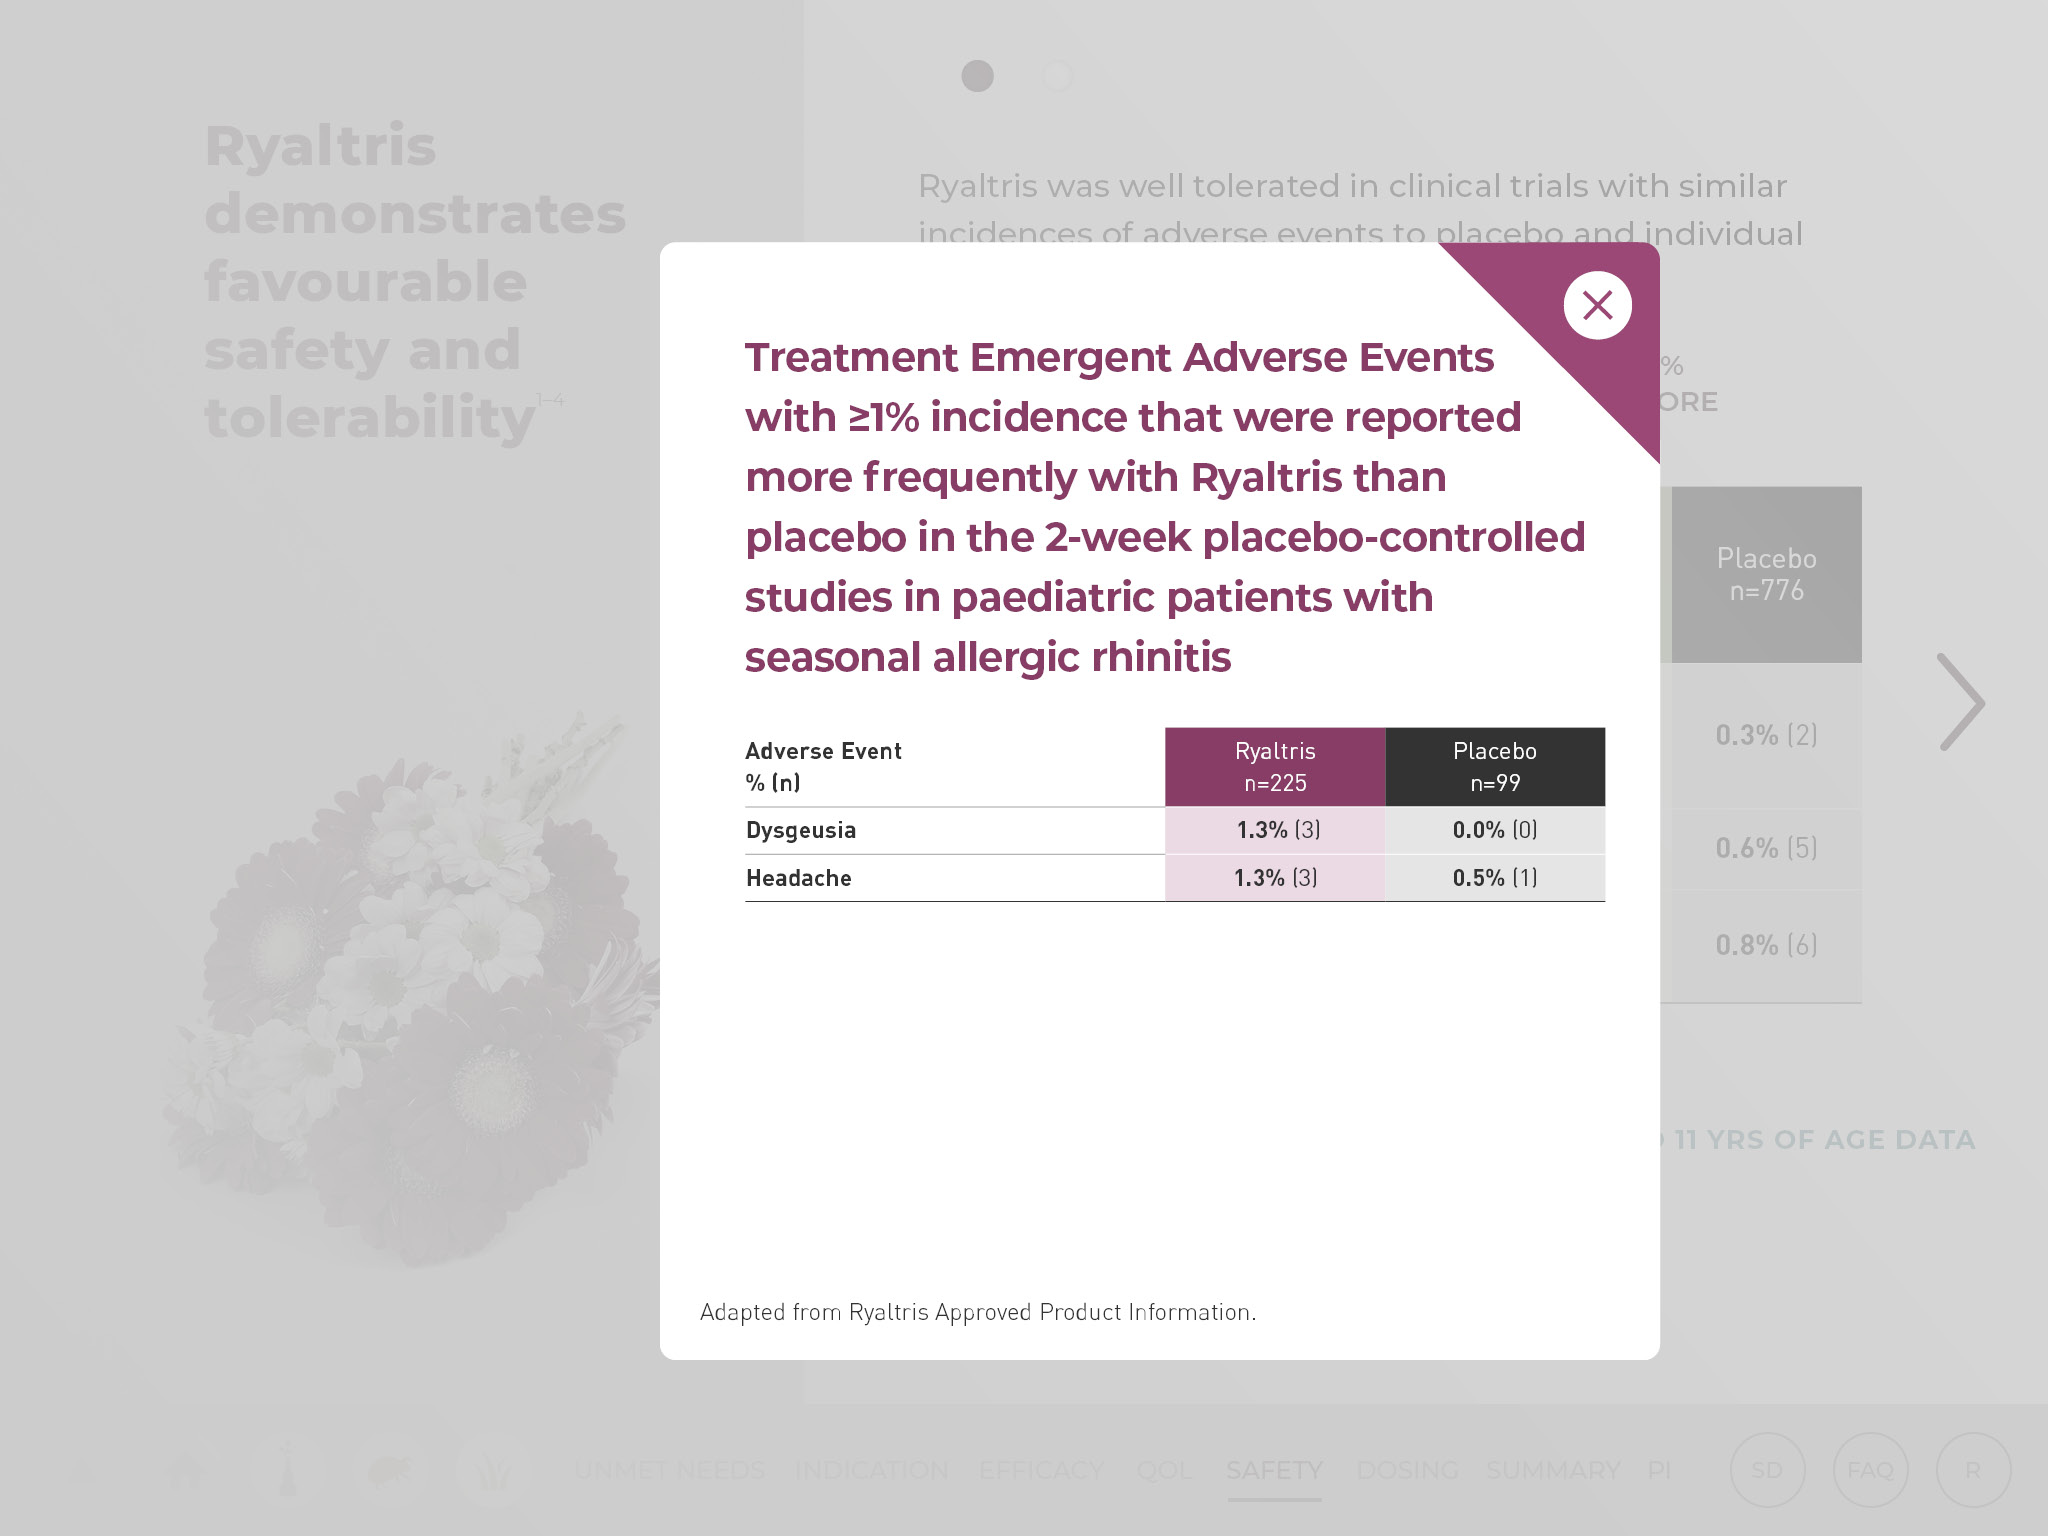 Ryaltris
demonstrates
favourable
safety and
tolerability 1–4
Ryaltris was well tolerated in clinical trials with similar
incidences of adverse events to placebo and individual
%
ORE
Placebo
n=776
0.3% (2)
0.6% (5)
0.8% (6)
11 YRS OF AGE DATA
Treatment Emergent Adverse Events
with ≥1% incidence that were reported
more frequently with Ryaltris than
placebo in the 2-week placebo-controlled
studies in paediatric patients with
seasonal allergic rhinitis
Adverse Event Ryaltris Placebo
% (n) n=225 n=99
Dysgeusia 1.3% (3) 0.0% (0)
Headache 1.3% (3) 0.5% (1)
Adapted from Ryaltris Approved Product Information.
UNMET NEEDS INDICATION EFFICACY QOL SAFETY DOSING SUMMARY PI SD FAQ R